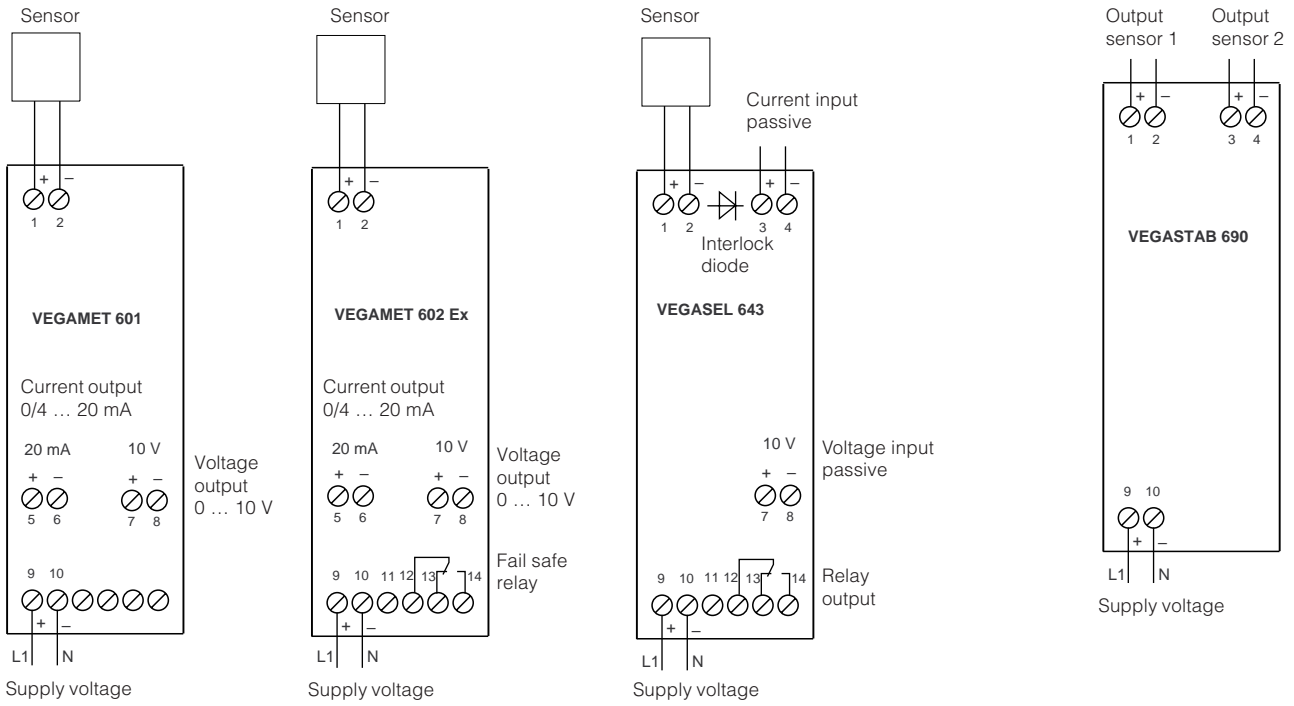 Sensor
+ –
1 2
VEGAMET 601
Current output
0/4 … 20 mA
20 mA 10 V
+ – + –
5 6 7 8
Voltage
output
0 … 10 V
9 10
+ –
L1 N
Supply voltage
Sensor
+ –
1 2
VEGAMET 602 Ex
Current output
0/4 … 20 mA
20 mA 10 V
+ – + –
5 6 7 8
Voltage
output
0 … 10 V
Fail safe
relay
9 10 11 12 13 14
+ –
L1 N
Supply voltage
Sensor
Current input
passive
+ – + –
1 2 3 4
Interlock
diode
VEGASEL 643
10 V
+ –
7 8
Voltage input
passive
9 10 11 12 13 14
Relay
output
+ –
L1 N
Supply voltage
Output
sensor 1
Output
sensor 2
+ – + –
1 2 3 4
VEGASTAB 690
9 10
+ –
L1 N
Supply voltage